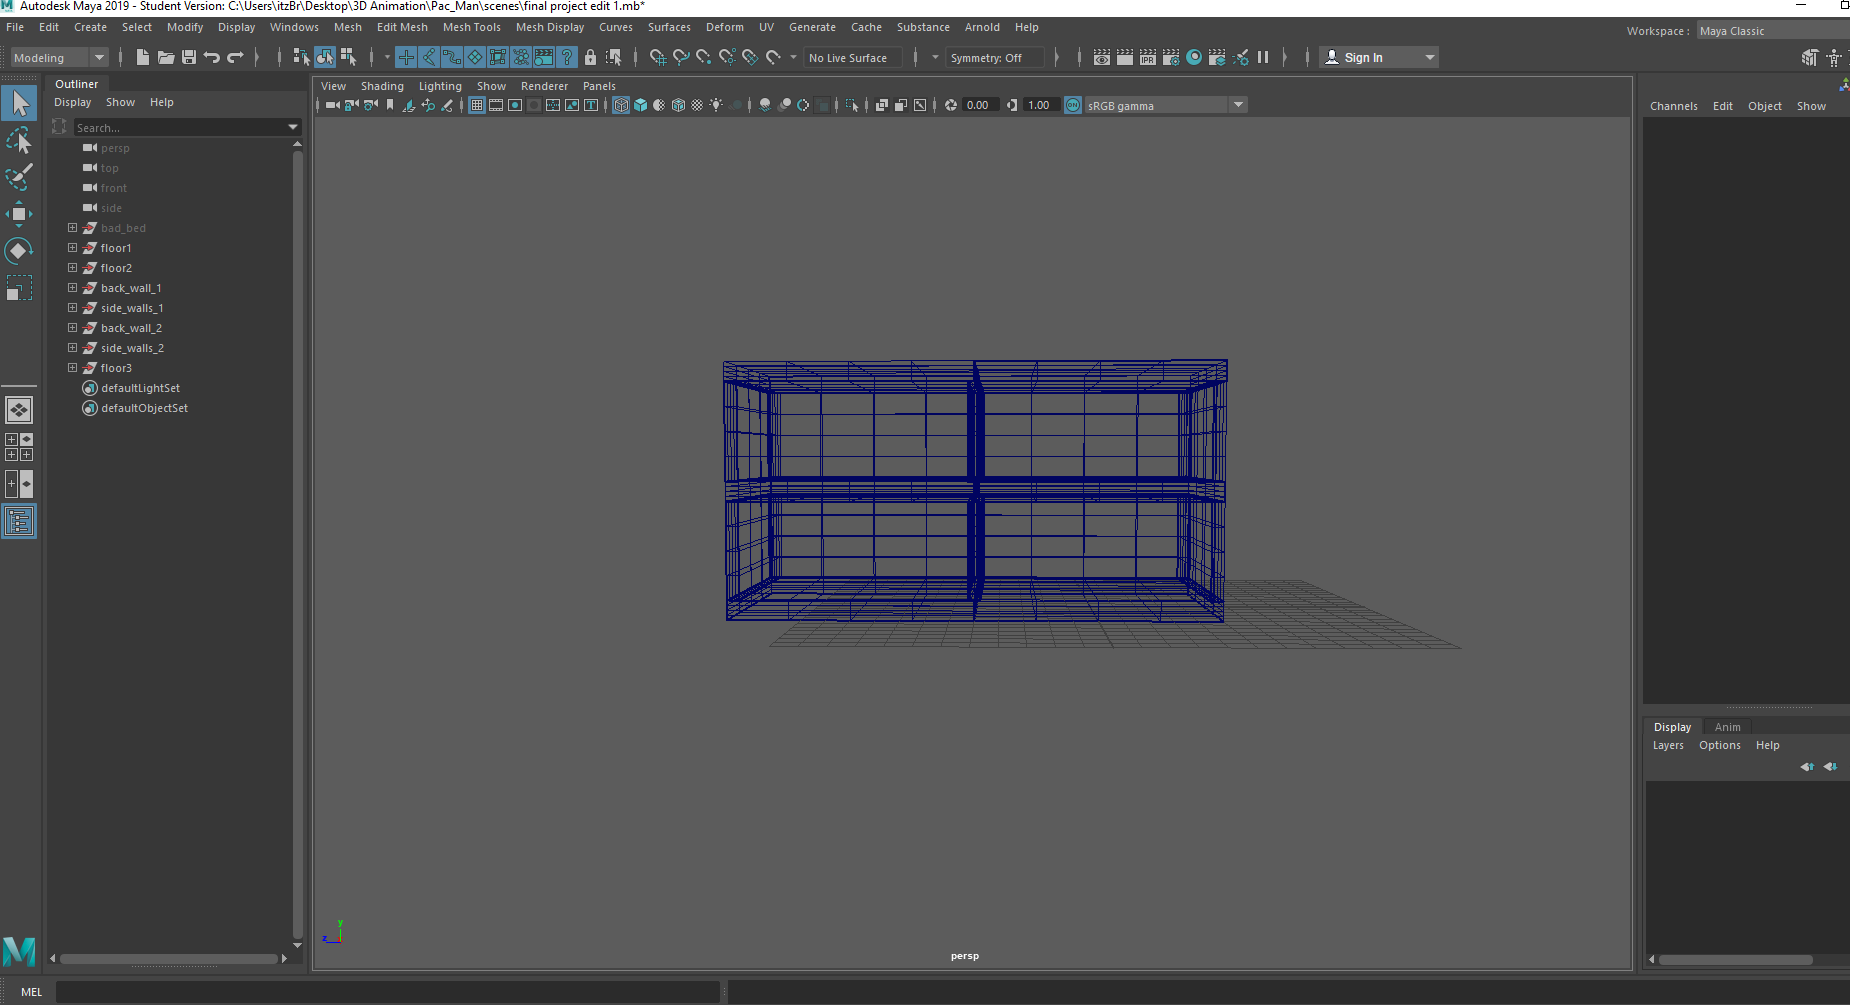 Autodesk Maya 2019 - Student Version: C:\Users\itzBr\Desktop\3D Animation\Pac_Man\scenes\final project edit 1.mb*
File Edit Create Select Modify Display Windows Mesh Edit Mesh Mesh Tools Mesh Display Curves Surfaces Deform UV Generate Cache Substance Arnold Help
Workspace : Maya Classic
Modeling No Live Surface Symmetry: Off IPR Sign In
Outliner
Display Show Help
Search...
persp
top
front
side
bad_bed
floor1
floor2
back_wall_1
side_walls_1
back_wall_2
side_walls_2
floor3
defaultLightSet
defaultObjectSet
View Shading Lighting Show Renderer Panels
0.00 1.00 ON sRGB gamma
y
z
persp
Channels Edit Object Show
Display Anim
Layers Options Help
MEL